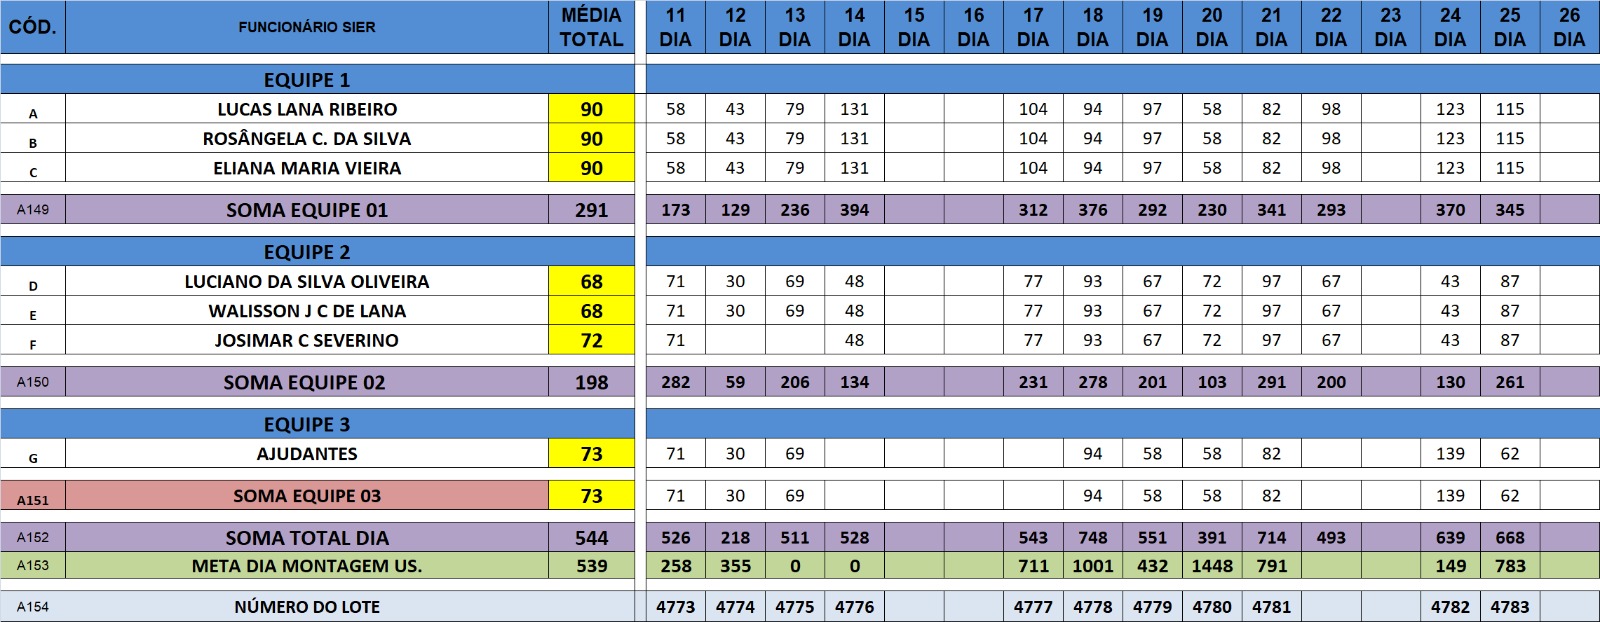 CÓD. FUNCIONÁRIO SIER MÉDIA TOTAL 11 DIA 12 DIA 13 DIA 14 DIA 15 DIA 16 DIA 17 DIA 18 DIA 19 DIA 20 DIA 21 DIA 22 DIA 23 DIA 24 DIA 25 DIA 26 DIA
EQUIPE 1
A LUCAS LANA RIBEIRO 90 58 43 79 131 104 94 97 58 82 98 123 115
B ROSÂNGELA C. DA SILVA 90 58 43 79 131 104 94 97 58 82 98 123 115
C ELIANA MARIA VIEIRA 90 58 43 79 131 104 94 97 58 82 98 123 115
A149 SOMA EQUIPE 01 291 173 129 236 394 312 376 292 230 341 293 370 345
EQUIPE 2
D LUCIANO DA SILVA OLIVEIRA 68 71 30 69 48 77 93 67 72 97 67 43 87
E WALISSON J C DE LANA 68 71 30 69 48 77 93 67 72 97 67 43 87
F JOSIMAR C SEVERINO 72 71 48 77 93 67 72 97 67 43 87
A150 SOMA EQUIPE 02 198 282 59 206 134 231 278 201 103 291 200 130 261
EQUIPE 3
G AJUDANTES 73 71 30 69 94 58 58 82 139 62
A151 SOMA EQUIPE 03 73 71 30 69 94 58 58 82 139 62
A152 SOMA TOTAL DIA 544 526 218 511 528 543 748 551 391 714 493 639 668
A153 META DIA MONTAGEM US. 539 258 355 0 0 711 1001 432 1448 791 149 783
A154 NÚMERO DO LOTE 4773 4774 4775 4776 4777 4778 4779 4780 4781 4782 4783